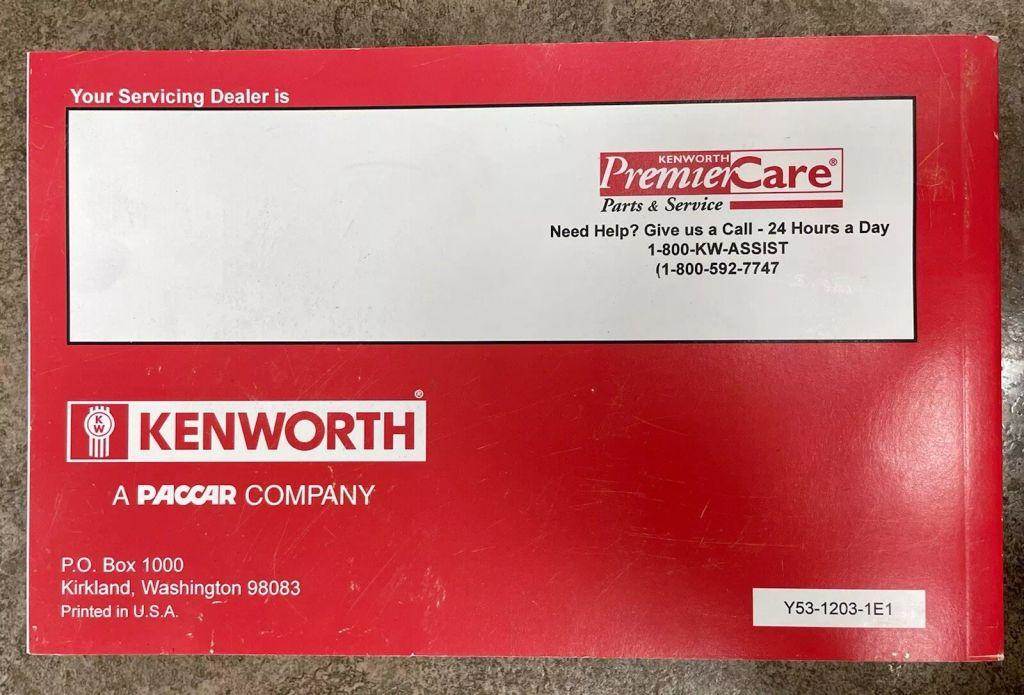 Your Servicing Dealer is
KENWORTH
PremierCare®
Parts & Service
Need Help? Give us a Call - 24 Hours a Day
1-800-KW-ASSIST
(1-800-592-7747
KW
KENWORTH®
A PACCAR COMPANY
P.O. Box 1000
Kirkland, Washington 98083
Printed in U.S.A.
Y53-1203-1E1